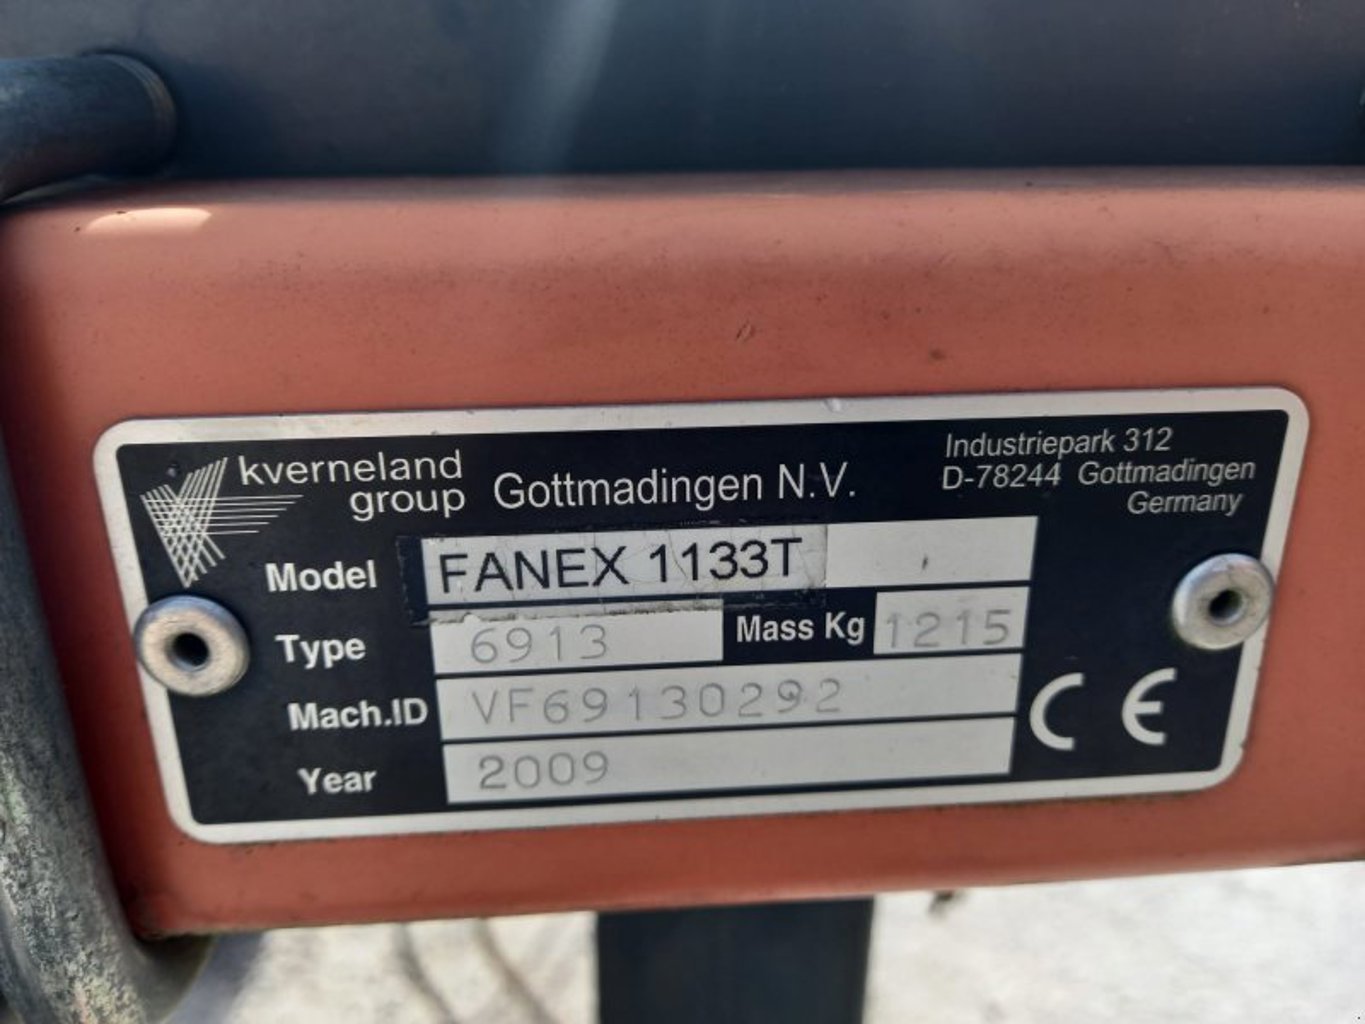 kverneland
group
Gottmadingen N.V.
Industriepark 312
D-78244 Gottmadingen
Germany
Model FANEX 1133T
Type 6913 Mass Kg 1215
Mach.ID VF69130292
Year 2009
CE